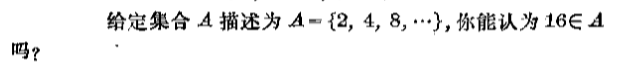 给定集合 A 描述为 A={2, 4, 8, …}, 你能认为 16∈A
吗?